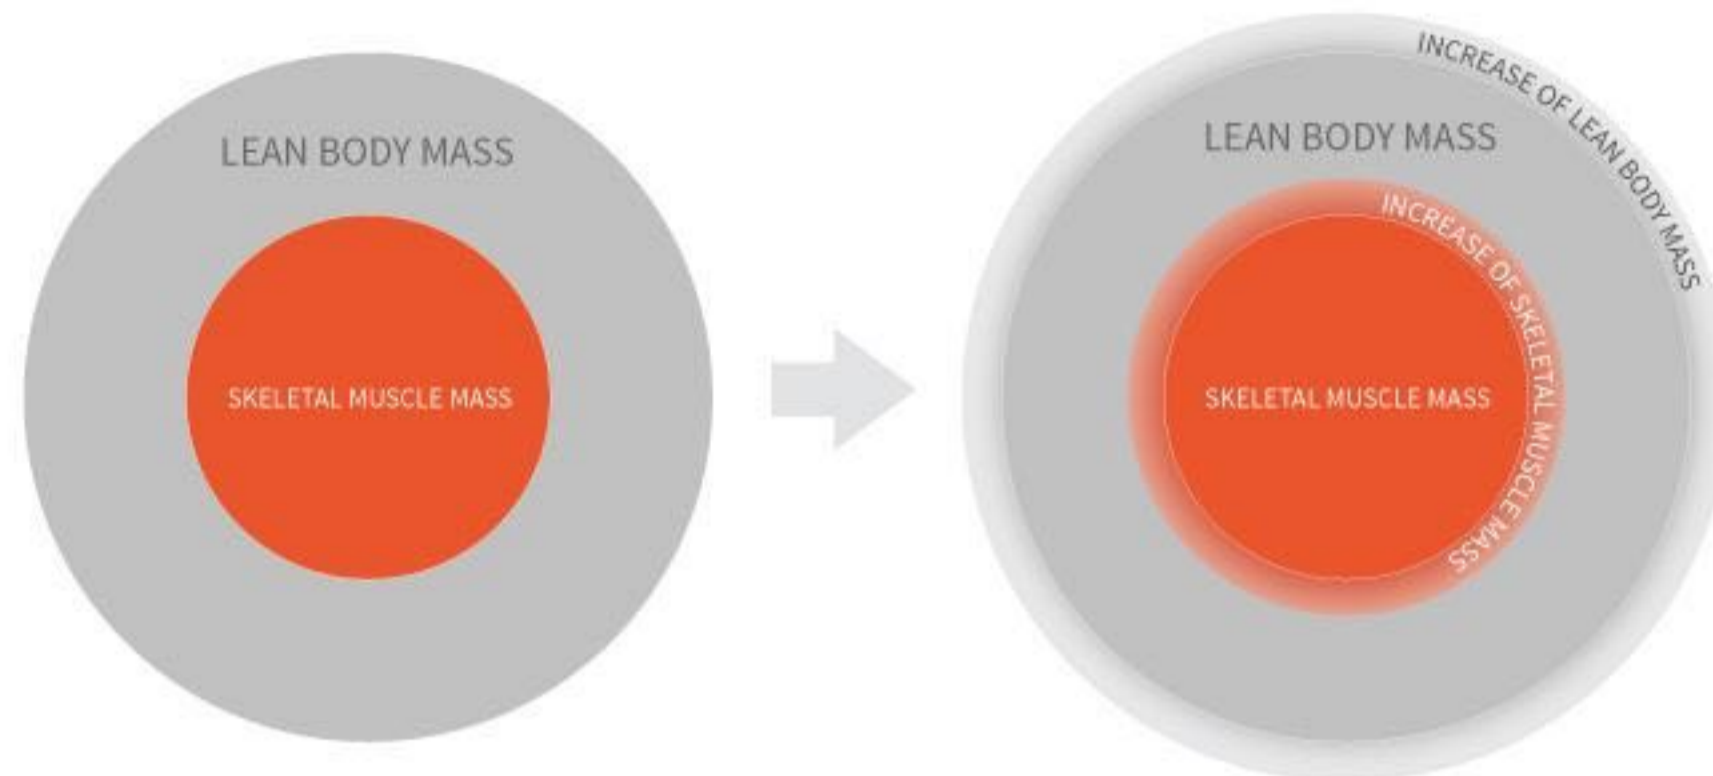 LEAN BODY MASS
SKELETAL MUSCLE MASS
INCREASE OF LEAN BODY MASS
LEAN BODY MASS
INCREASE OF SKELETAL MUSCLE MASS
SKELETAL MUSCLE MASS